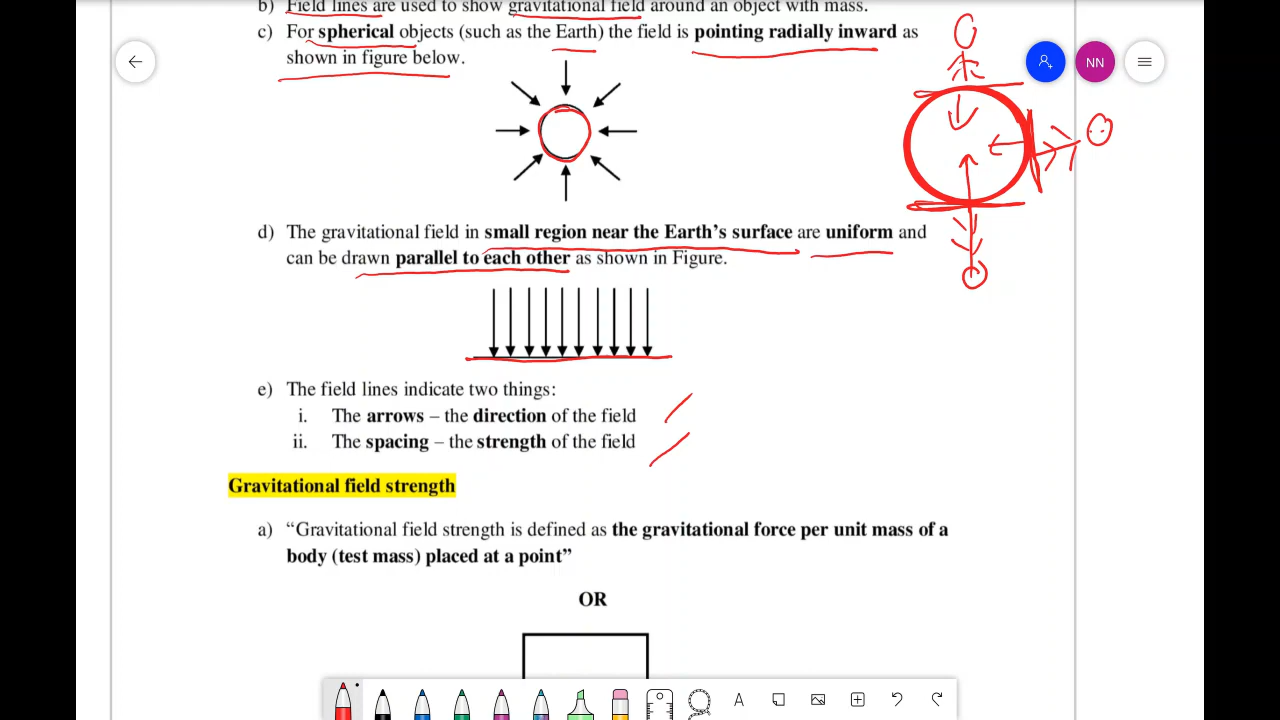 b) Field lines are used to show gravitational field around an object with mass.
c) For spherical objects (such as the Earth) the field is pointing radially inward as
shown in figure below.
NN
d) The gravitational field in small region near the Earth's surface are uniform and
can be drawn parallel to each other as shown in Figure.
e) The field lines indicate two things:
i. The arrows – the direction of the field
ii. The spacing – the strength of the field
Gravitational field strength
a) “Gravitational field strength is defined as the gravitational force per unit mass of a
body (test mass) placed at a point”
OR
A